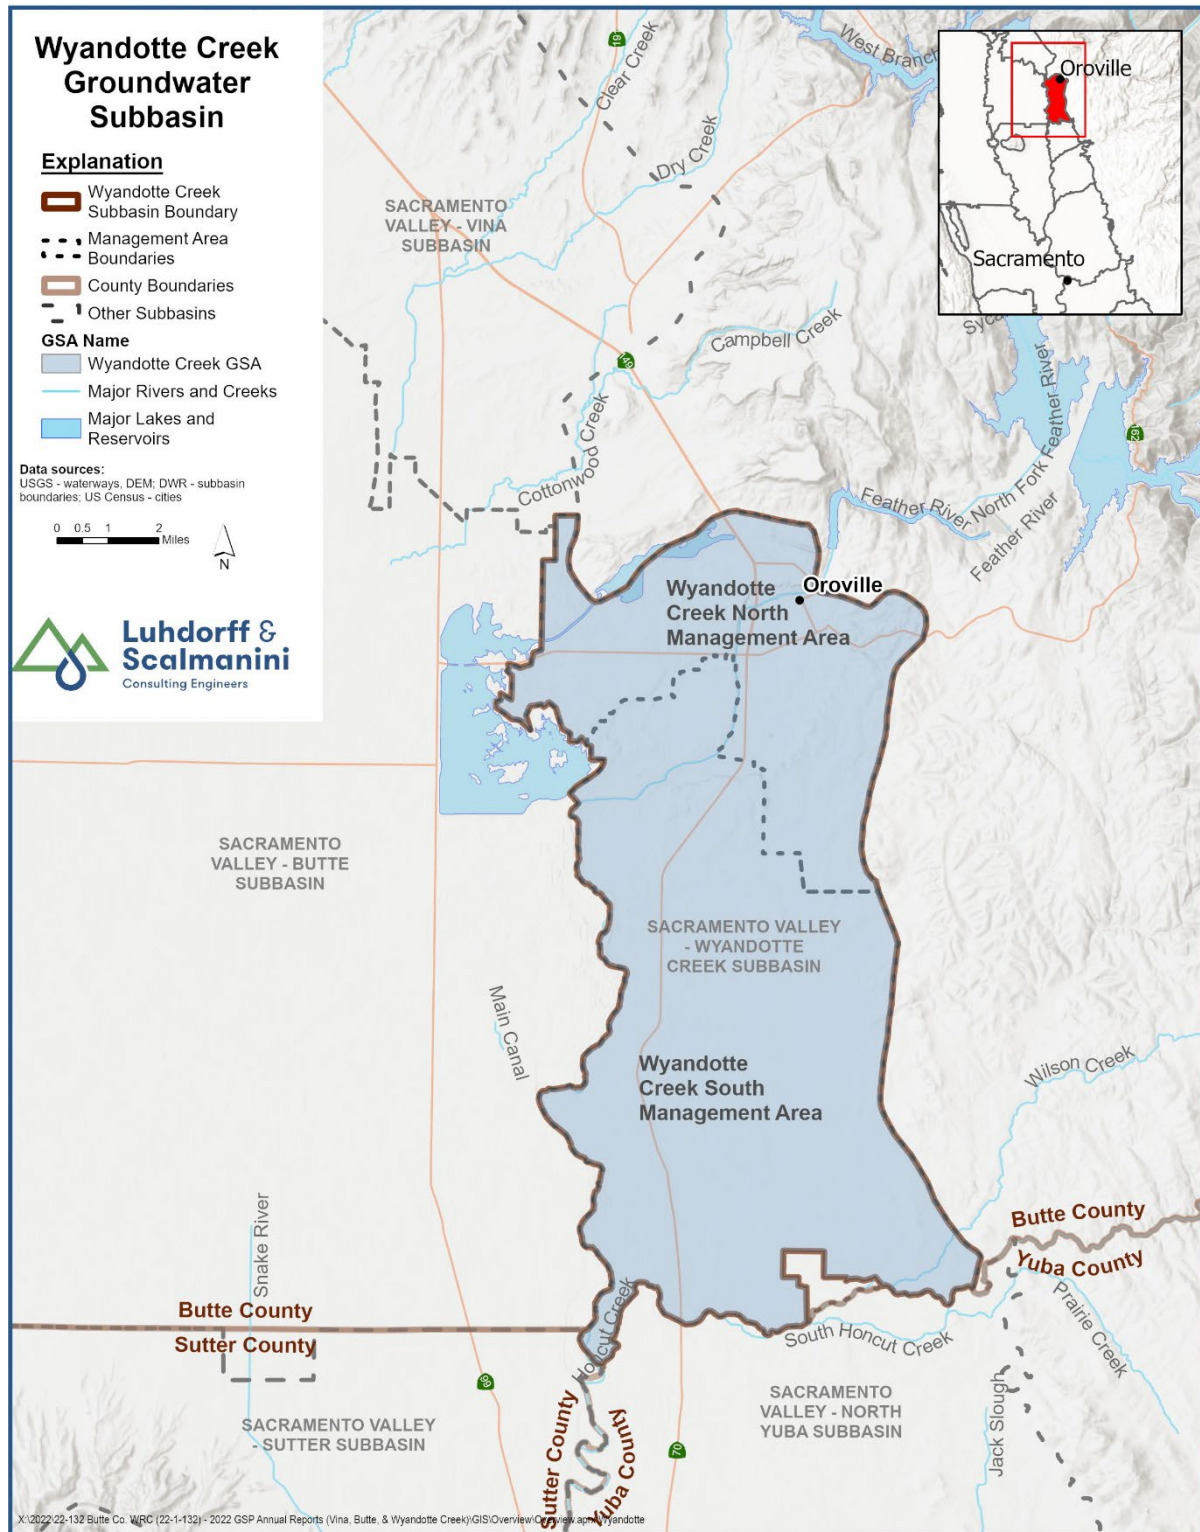 Wyandotte Creek
Groundwater
Subbasin
Explanation
Wyandotte Creek
Subbasin Boundary
Management Area
Boundaries
County Boundaries
Other Subbasins
GSA Name
Wyandotte Creek GSA
Major Rivers and Creeks
Major Lakes and
Reservoirs
Data sources:
USGS - waterways, DEM; DWR - subbasin
boundaries; US Census - cities
0 0.5 1 2
Miles
N
Luhdorff &
Scalmanini
Consulting Engineers
Oroville
Sacramento
19
Clear Creek
West Branch
Dry Creek
SACRAMENTO
VALLEY - VINA
SUBBASIN
Campbell Creek
149
Cottonwood Creek
162
Feather River
North Fork Feather River
Feather River
Oroville
Wyandotte
Creek North
Management Area
SACRAMENTO
VALLEY - BUTTE
SUBBASIN
SACRAMENTO VALLEY
- WYANDOTTE
CREEK SUBBASIN
Main Canal
Wyandotte
Creek South
Management Area
Wilson Creek
Snake River
Butte County
Yuba County
Butte County
Sutter County
Honcut Creek
South Honcut Creek
Prairie Creek
99
SACRAMENTO VALLEY
- SUTTER SUBBASIN
Sutter County
Yuba County
70
SACRAMENTO
VALLEY - NORTH
YUBA SUBBASIN
Jack Slough